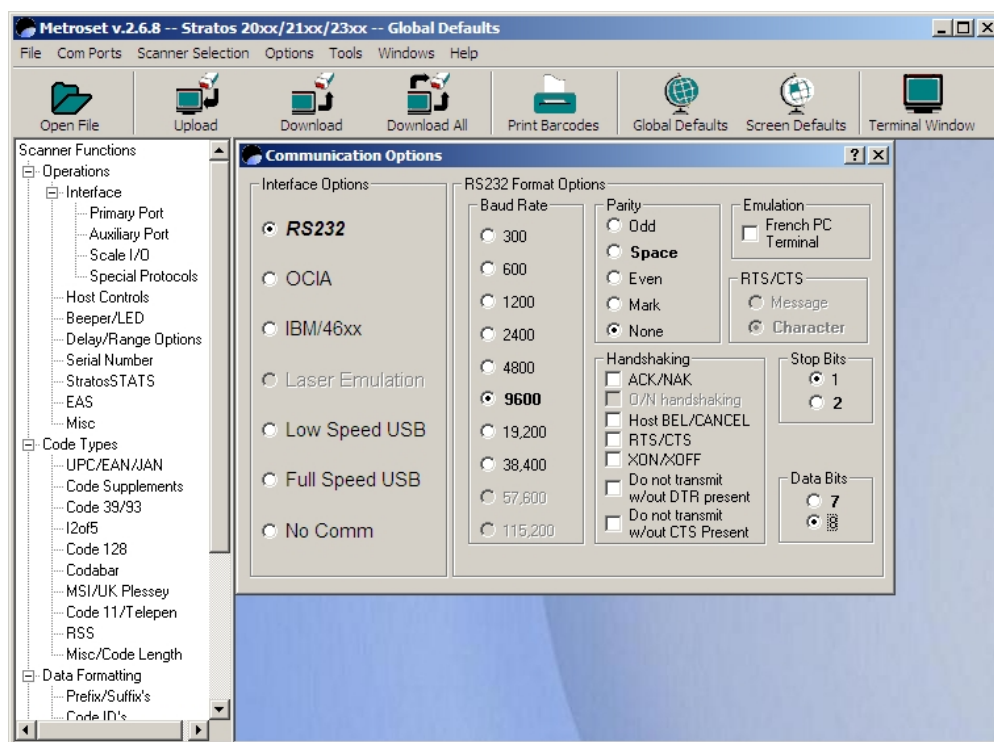 Metroset v.2.6.8 -- Stratos 20xx/21xx/23xx -- Global Defaults
File Com Ports Scanner Selection Options Tools Windows Help
Open File Upload Download Download All Print Barcodes Global Defaults Screen Defaults Terminal Window
Scanner Functions
Operations
Interface
Primary Port
Auxiliary Port
Scale I/O
Special Protocols
Host Controls
Beeper/LED
Delay/Range Options
Serial Number
StratosSTATS
EAS
Misc
Code Types
UPC/EAN/JAN
Code Supplements
Code 39/93
I2of5
Code 128
Codabar
MSI/UK Plessey
Code 11/Telepen
RSS
Misc/Code Length
Data Formatting
Prefix/Suffix's
Code ID's
Communication Options
Interface Options
RS232
OCIA
IBM/46xx
Laser Emulation
Low Speed USB
Full Speed USB
No Comm
RS232 Format Options
Baud Rate
300
600
1200
2400
4800
9600
19,200
38,400
57,600
115,200
Parity
Odd
Space
Even
Mark
None
Emulation
French PC
Terminal
RTS/CTS
Message
Character
Handshaking
ACK/NAK
O/N handshaking
Host BEL/CANCEL
RTS/CTS
XON/XOFF
Do not transmit
w/out DTR present
Do not transmit
w/out CTS Present
Stop Bits
1
2
Data Bits
7
8